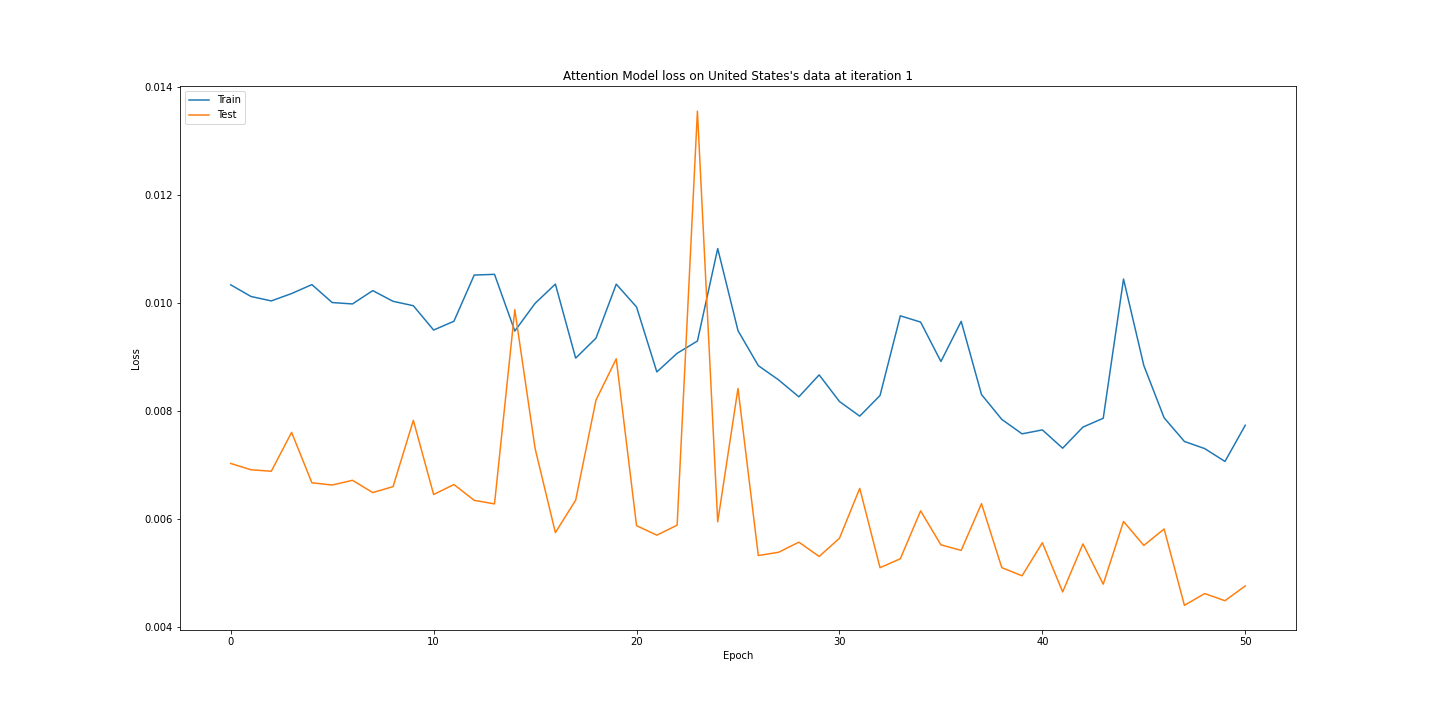 Attention Model loss on United States's data at iteration 1
Train
Test
0.014
0.012
0.010
0.008
0.006
0.004
Loss
0 10 20 30 40 50
Epoch